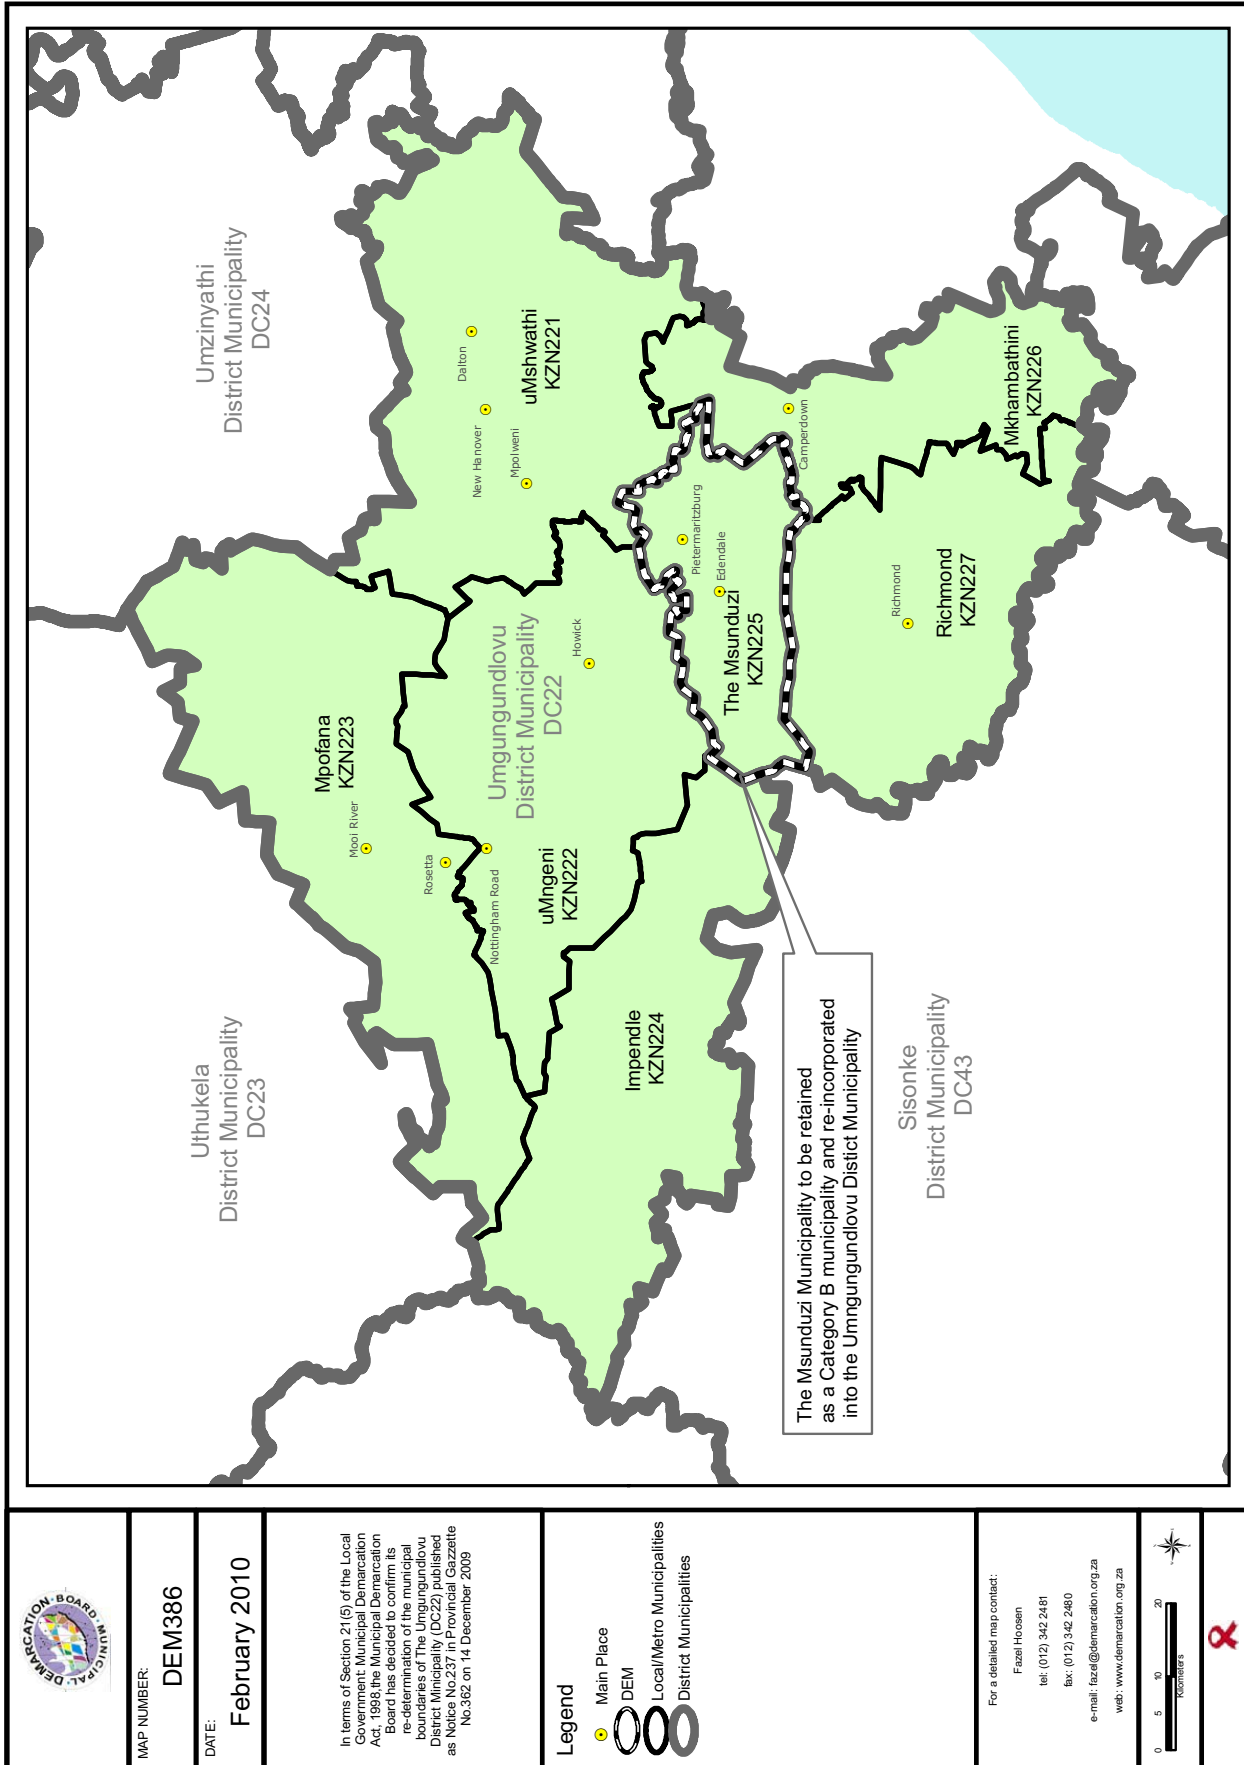 Umzinyathi
District Municipality
DC24
Uthukela
District Municipality
DC23
Umgungundlovu
District Municipality
DC22
Sisonke
District Municipality
DC43
Mpofana
KZN223
Mooi River
Rosetta
Nottingham Road
uMngeni
KZN222
Howick
Dalton
New Hanover
Mpolweni
uMshwathi
KZN221
Impendle
KZN224
Pietermaritzburg
Edendale
The Msunduzi
KZN225
Camperdown
Mkhambathini
KZN226
Richmond
Richmond
KZN227
The Msunduzi Municipality to be retained
as a Category B municipality and re-incorporated
into the Umngungundlovu Distict Municipality
MUNICIPAL DEMARCATION BOARD
MAP NUMBER:
DEM386
DATE:
February 2010
In terms of Section 21(5) of the Local
Government: Municipal Demarcation
Act, 1998,the Municipal Demarcation
Board has decided to confirm its
re-determination of the municipal
boundaries of The Umgungundlovu
District Minicipality (DC22) published
as Notice No.237 in Provincial Gazzette
No.362 on 14 December 2009
Legend
Main Place
DEM
Local/Metro Municipalities
District Municipalities
For a detailed map contact:
Fazel Hoosen
tel: (012) 342 2481
fax: (012) 342 2480
e-mail: fazel@demarcation.org.za
web: www.demarcation.org.za
0 5 10 20
Kilometers